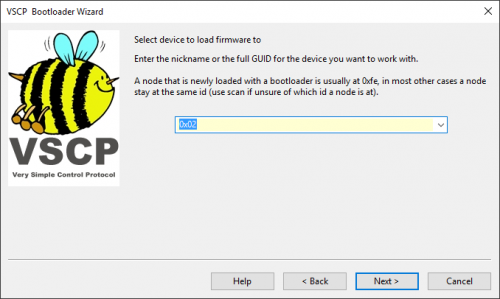 VSCP Bootloader Wizard
Select device to load firmware to
Enter the nickname or the full GUID for the device you want to work with.
A node that is newly loaded with a bootloader is usually at 0xfe, in most other cases a node
stay at the same id (use scan if unsure of which id a node is at).
0x02
VSCP
Very Simple Control Protocol
Help
< Back
Next >
Cancel